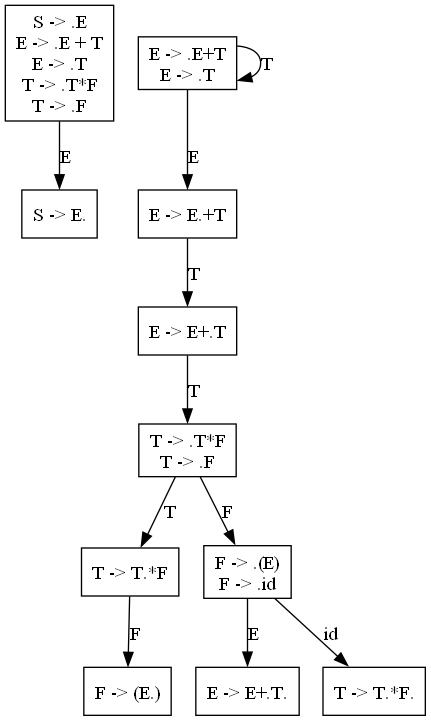 S -> .E
E -> .E + T
E -> .T
T -> .T*F
T -> .F
E -> .E+T
E -> .T
T
E
E
S -> E.
E -> E.+T
T
E -> E+.T
T
T -> .T*F
T -> .F
T
F
T -> T.*F
F -> .(E)
F -> .id
F
E
id
F -> (E.)
E -> E+.T.
T -> T.*F.